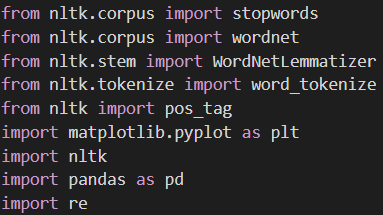 from nltk.corpus import stopwords
from nltk.corpus import wordnet
from nltk.stem import WordNetLemmatizer
from nltk.tokenize import word_tokenize
from nltk import pos_tag
import matplotlib.pyplot as plt
import nltk
import pandas as pd
import re